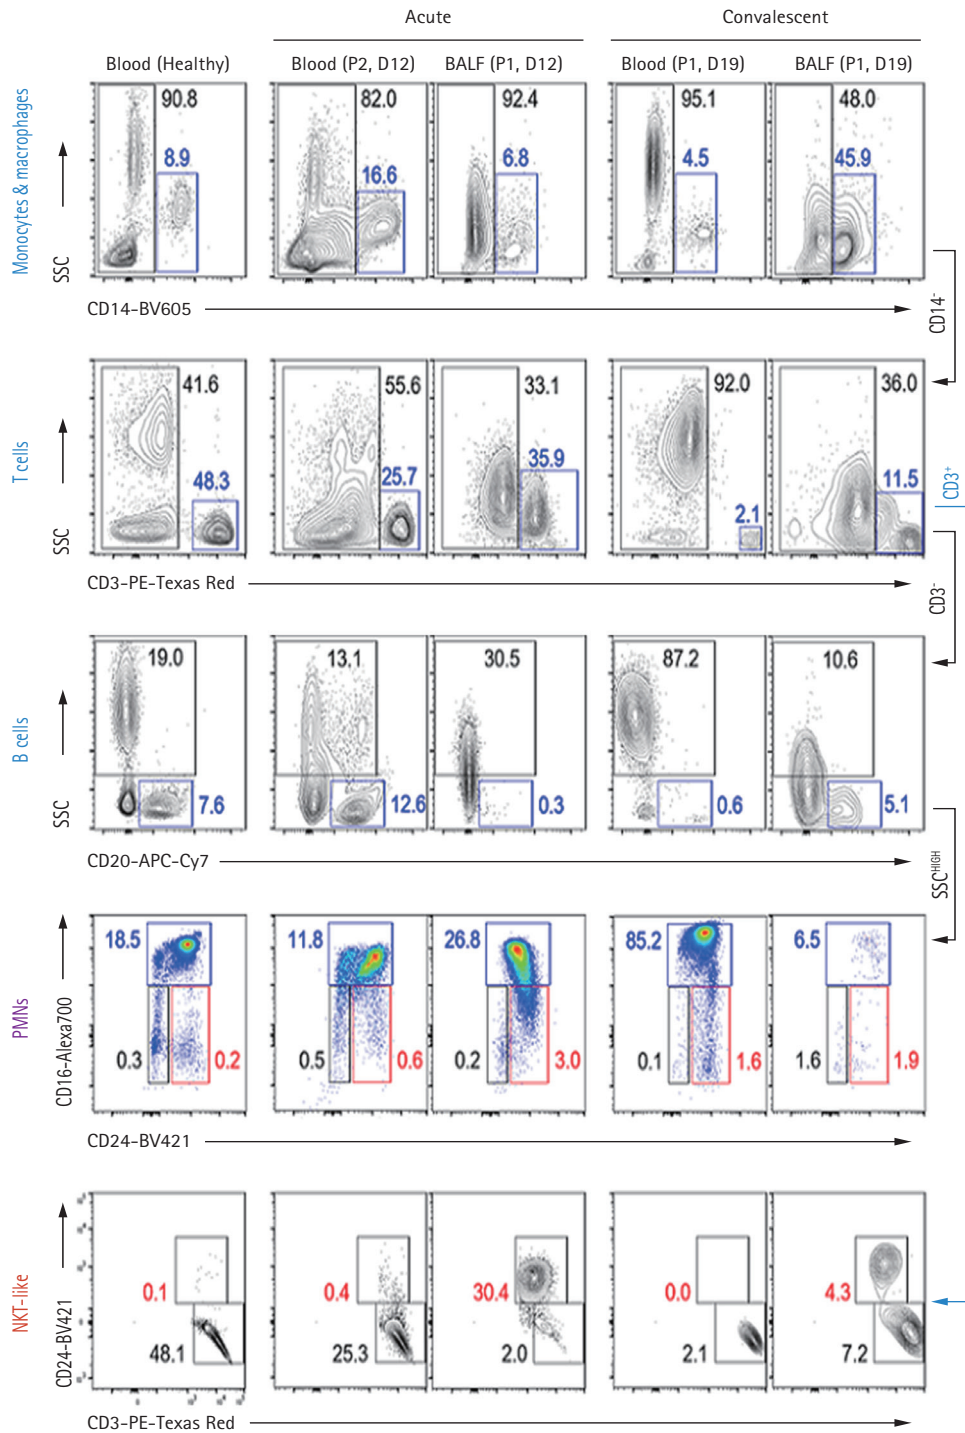 Acute
Convalescent
Blood (Healthy)
Blood (P2, D12)
BALF (P1, D12)
Blood (P1, D19)
BALF (P1, D19)
Monocytes & macrophages
SSC
90.8
8.9
82.0
16.6
92.4
6.8
95.1
4.5
48.0
45.9
CD14-BV605
CD14-
T cells
SSC
41.6
48.3
55.6
25.7
33.1
35.9
92.0
2.1
36.0
11.5
CD3+
CD3-PE-Texas Red
CD3-
B cells
SSC
19.0
7.6
13.1
12.6
30.5
0.3
87.2
0.6
10.6
5.1
CD20-APC-Cy7
SSCHIGH
PMNs
CD16-Alexa700
18.5
0.3
0.2
11.8
0.5
0.6
26.8
0.2
3.0
85.2
0.1
1.6
6.5
1.6
1.9
CD24-BV421
NKT-like
CD24-BV421
0.1
48.1
0.4
25.3
30.4
2.0
0.0
2.1
4.3
7.2
CD3-PE-Texas Red